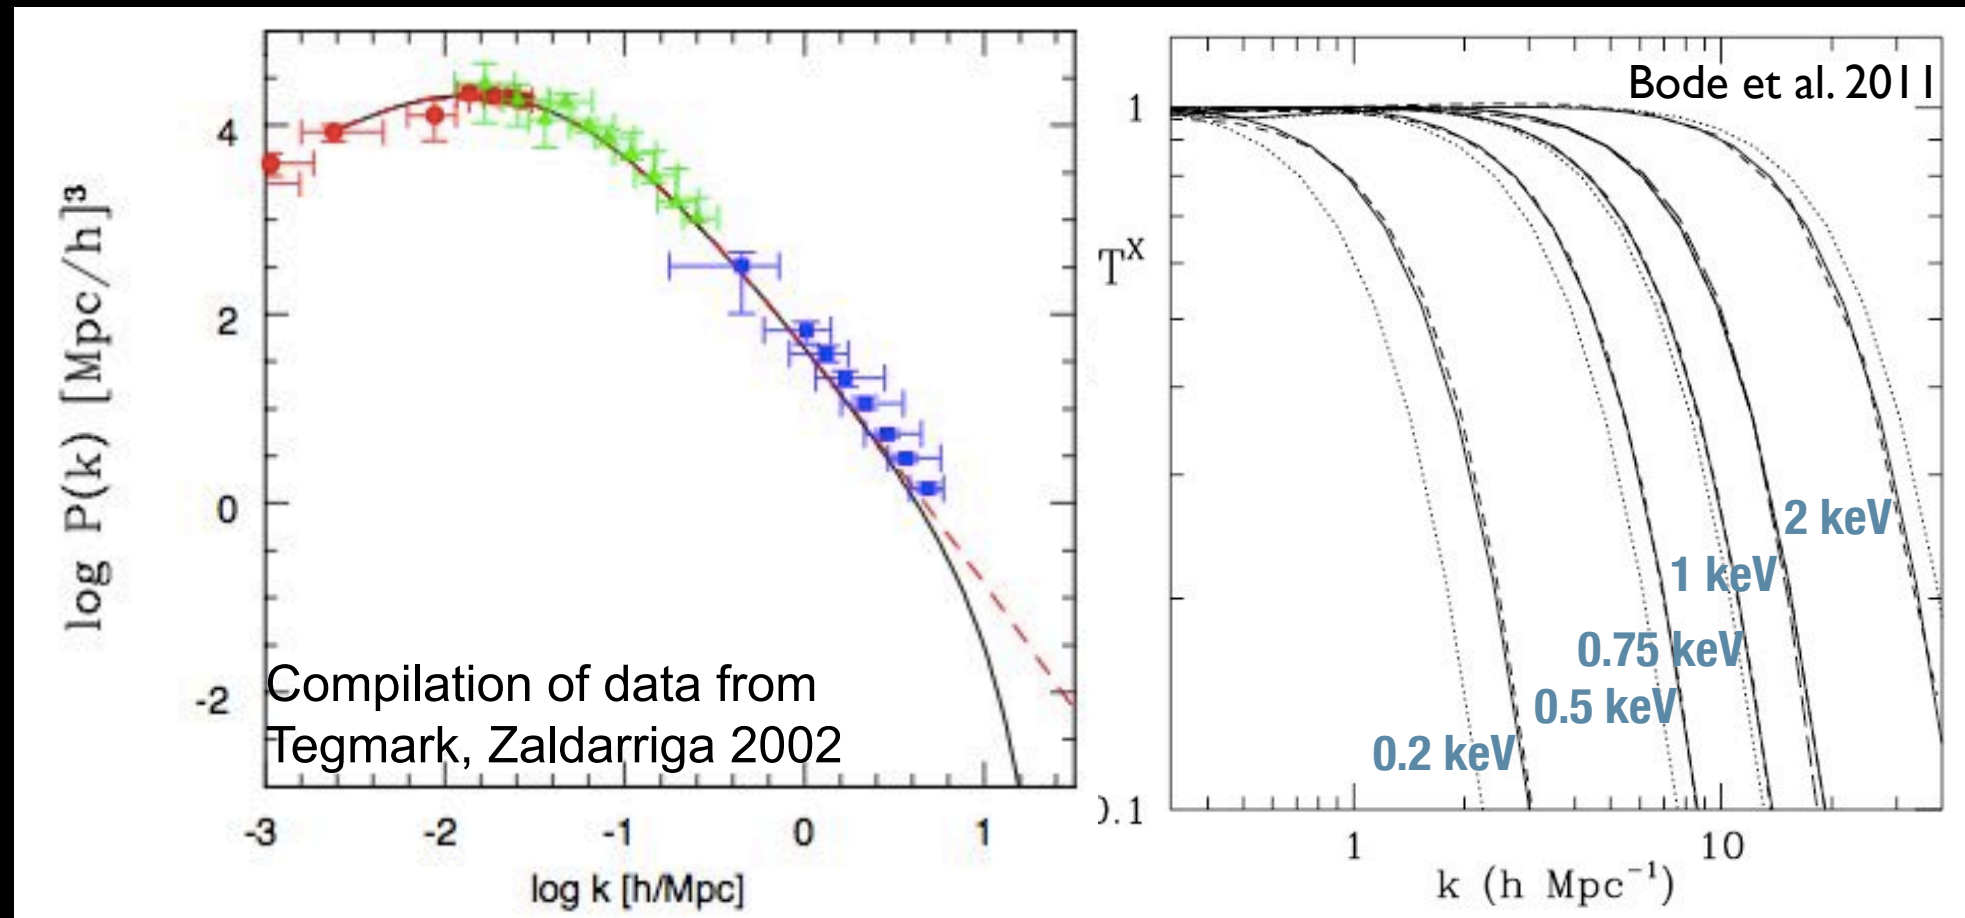 log P(k) [Mpc/h]³
4
2
0
-2
Compilation of data from
Tegmark, Zaldarriga 2002
-3 -2 -1 0 1
log k [h/Mpc]
Bode et al. 2011
1
Tˣ
2 keV
1 keV
0.75 keV
0.5 keV
0.2 keV
0.1
1 10
k (h Mpc⁻¹)